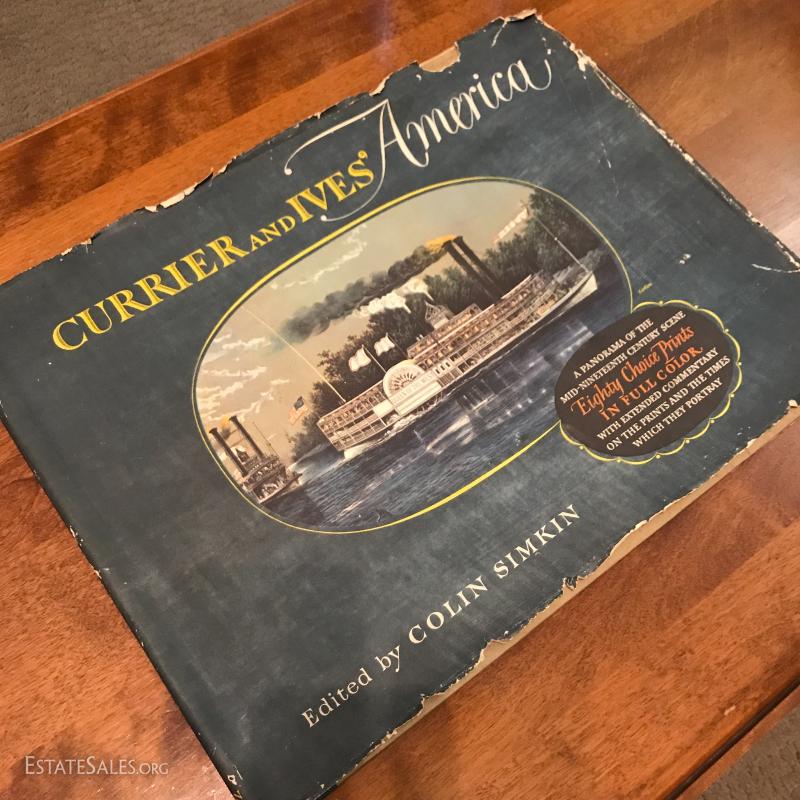 CURRIER AND IVES' America
A PANORAMA OF THE
MID-NINETEENTH CENTURY SCENE
Eighty Choice Prints
IN FULL COLOR
WITH EXTENDED COMMENTARY
ON THE PRINTS AND THE TIMES
WHICH THEY PORTRAY
Edited by COLIN SIMKIN
ESTATESALES.ORG